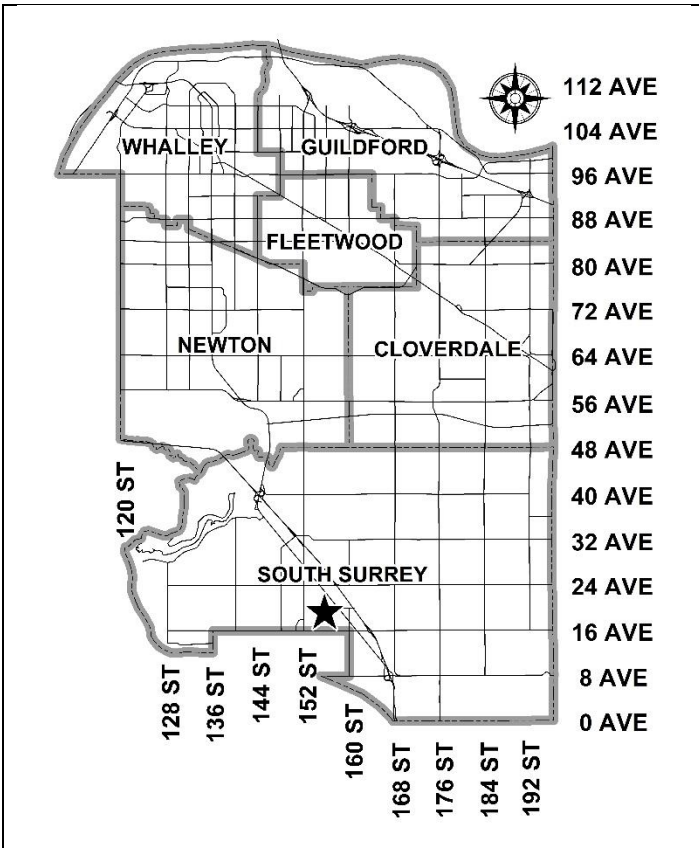 112 AVE
104 AVE
WHALLEY
GUILDFORD
96 AVE
88 AVE
FLEETWOOD
80 AVE
72 AVE
NEWTON
CLOVERDALE
64 AVE
56 AVE
48 AVE
120 ST
40 AVE
32 AVE
SOUTH SURREY
24 AVE
16 AVE
128 ST
136 ST
144 ST
152 ST
8 AVE
160 ST
0 AVE
168 ST
176 ST
184 ST
192 ST